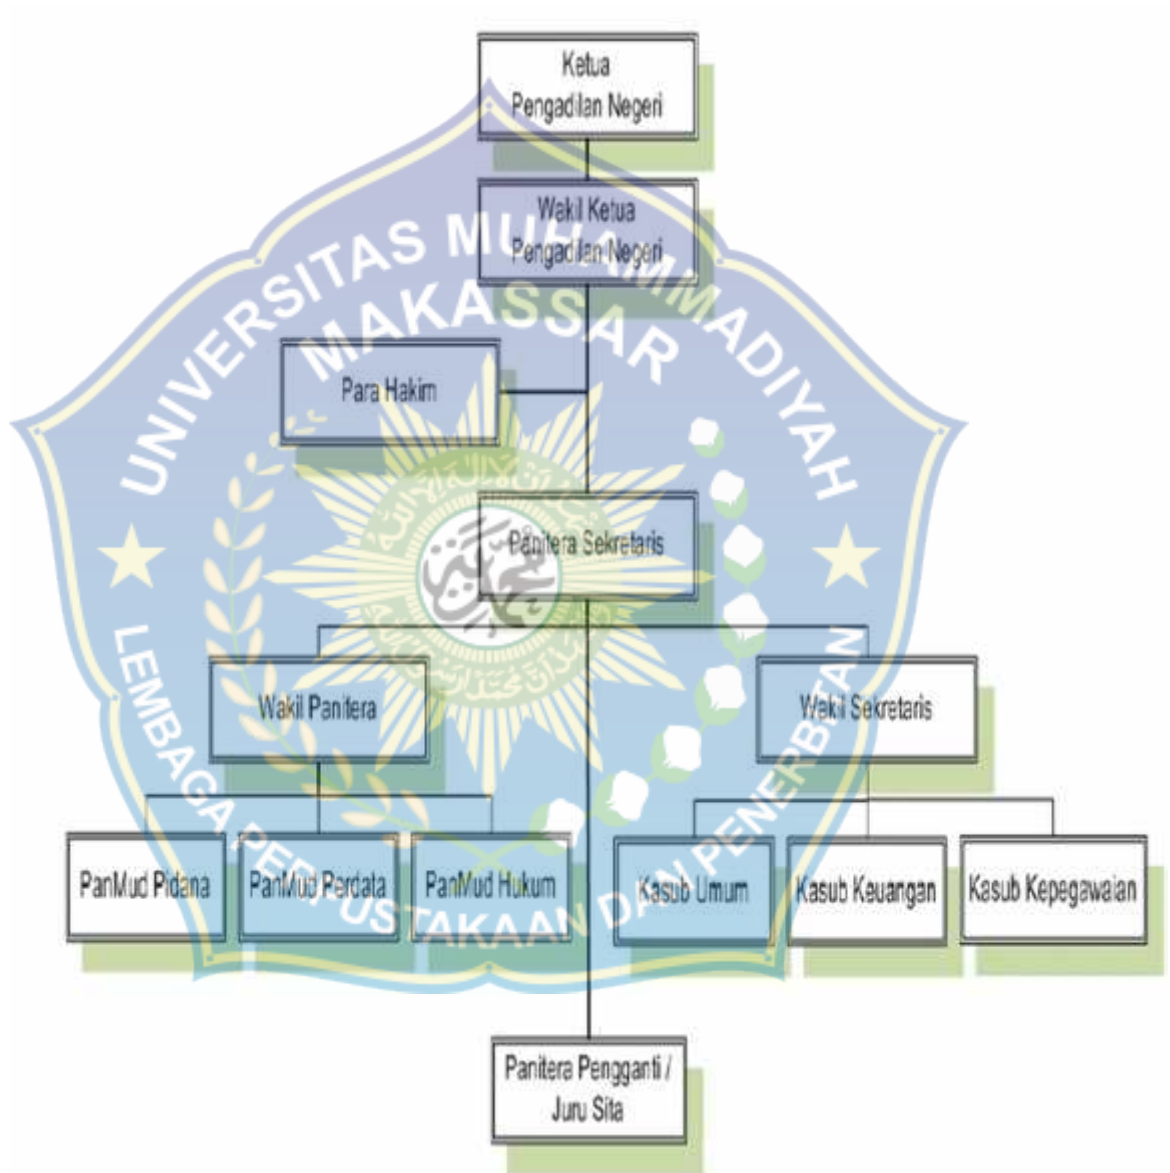 Ketua
Pengadilan Negeri
Wakil Ketua
Pengadilan Negeri
UNIVERSITAS MUHAMMADIYAH
MAKASSAR
Para Hakim
Panitera Sekretaris
Wakil Panitera
Wakil Sekretaris
PanMud Pidana
PanMud Perdata
PanMud Hukum
Kasub Umum
Kasub Keuangan
Kasub Kepegawaian
LEMBAGA PERPUSTAKAAN DAN PENERBITAN
Panitera Pengganti /
Juru Sita